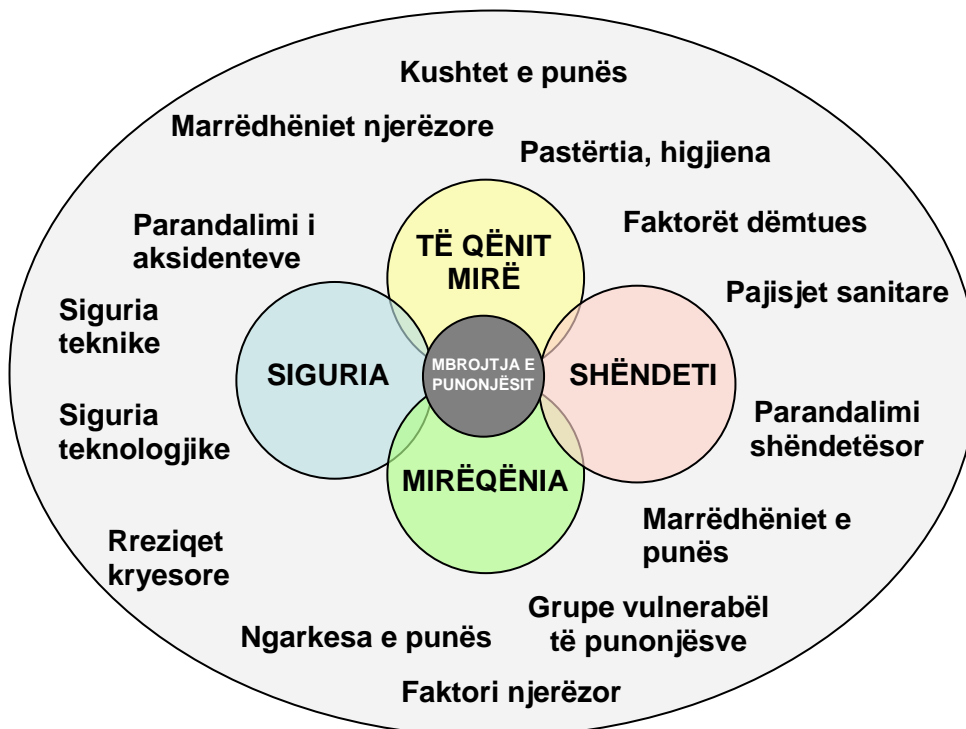 Kushtet e punës
Marrëdhëniet njerëzore
Pastërtia, higjiena
Parandalimi i
aksidenteve
Faktorët dëmtues
TË QËNIT
MIRË
Siguria
teknike
Pajisjet sanitare
SIGURIA
MBROJTJA E
PUNONJËSIT
SHËNDETI
Siguria
teknologjike
Parandalimi
shëndetësor
MIRËQËNIA
Rreziqet
kryesore
Marrëdhëniet e
punës
Ngarkesa e punës
Grupe vulnerabël
të punonjësve
Faktori njerëzor